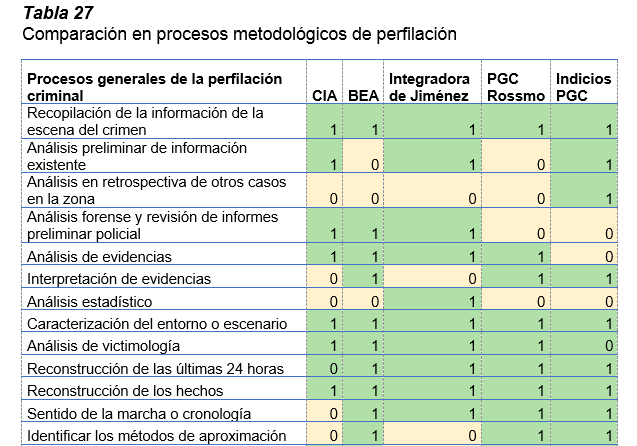 Tabla 27
Comparación en procesos metodológicos de perfilación
Procesos generales de la perfilación criminal CIA BEA Integradora de Jiménez PGC Rossmo Indicios PGC
Recopilación de la información de la escena del crimen 1 1 1 1 1
Análisis preliminar de información existente 1 0 1 0 1
Análisis en retrospectiva de otros casos en la zona 0 0 0 0 1
Análisis forense y revisión de informes preliminar policial 1 1 1 0 0
Análisis de evidencias 1 1 1 1 0
Interpretación de evidencias 0 1 0 1 1
Análisis estadístico 0 0 1 0 0
Caracterización del entorno o escenario 1 1 1 1 1
Análisis de victimología 1 1 1 1 0
Reconstrucción de las últimas 24 horas 0 1 1 1 1
Reconstrucción de los hechos 1 1 1 1 1
Sentido de la marcha o cronología 0 1 1 1 1
Identificar los métodos de aproximación 0 1 0 1 1